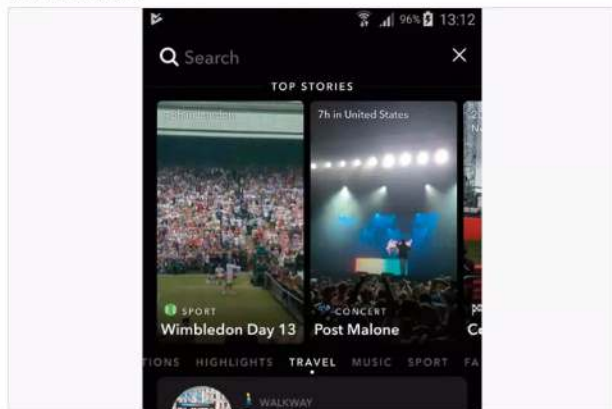 96% 13:12
Search
TOP STORIES
7h in United States
SPORT
Wimbledon Day 13
CONCERT
Post Malone
TIONS HIGHLIGHTS TRAVEL MUSIC SPORT FA
WALKWAY